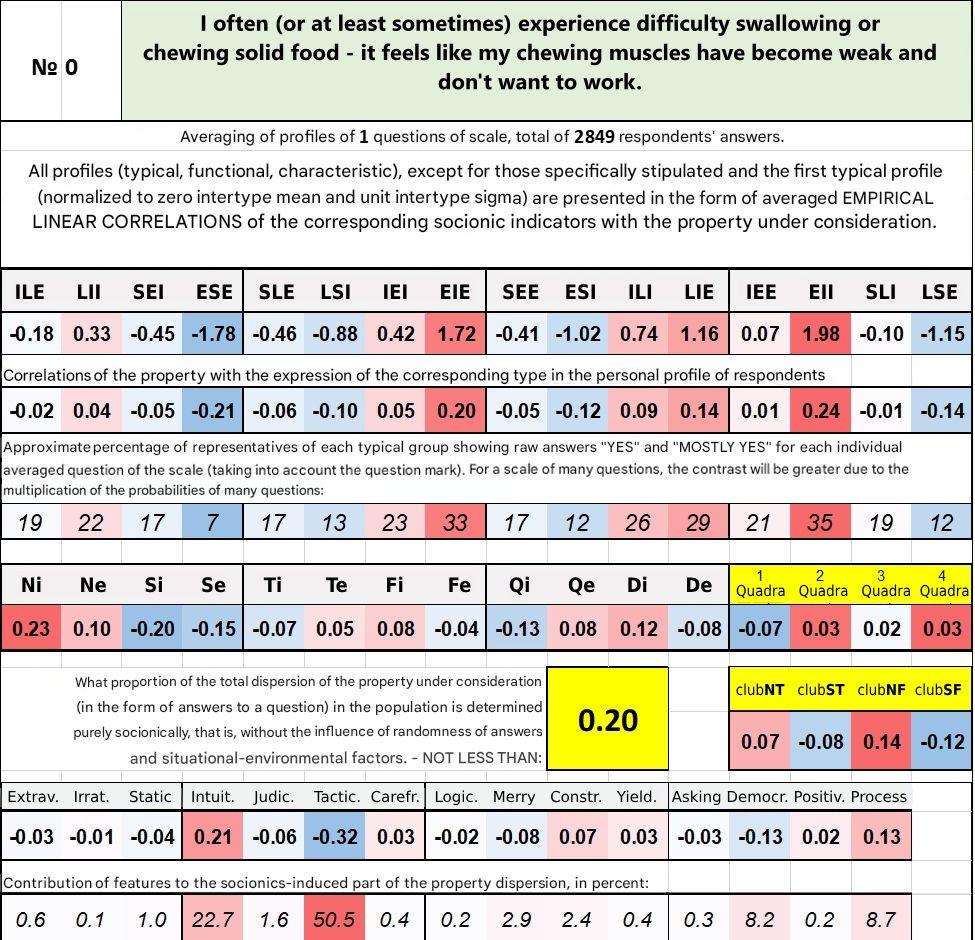 I often (or at least sometimes) experience difficulty swallowing or
chewing solid food - it feels like my chewing muscles have become weak and
don't want to work.
№ 0
Averaging of profiles of 1 questions of scale, total of 2849 respondents' answers.
All profiles (typical, functional, characteristic), except for those specifically stipulated and the first typical profile
(normalized to zero intertype mean and unit intertype sigma) are presented in the form of averaged EMPIRICAL
LINEAR CORRELATIONS of the corresponding socionic indicators with the property under consideration.
ILE LII SEI ESE SLE LSI IEI EIE SEE ESI ILI LIE IEE EII SLI LSE
-0.18 0.33 -0.45 -1.78 -0.46 -0.88 0.42 1.72 -0.41 -1.02 0.74 1.16 0.07 1.98 -0.10 -1.15
Correlations of the property with the expression of the corresponding type in the personal profile of respondents
-0.02 0.04 -0.05 -0.21 -0.06 -0.10 0.05 0.20 -0.05 -0.12 0.09 0.14 0.01 0.24 -0.01 -0.14
Approximate percentage of representatives of each typical group showing raw answers "YES" and "MOSTLY YES" for each individual
averaged question of the scale (taking into account the question mark). For a scale of many questions, the contrast will be greater due to the
multiplication of the probabilities of many questions:
19 22 17 7 17 13 23 33 17 12 26 29 21 35 19 12
Ni Ne Si Se Ti Te Fi Fe Qi Qe Di De 1 Quadra 2 Quadra 3 Quadra 4 Quadra
0.23 0.10 -0.20 -0.15 -0.07 0.05 0.08 -0.04 -0.13 0.08 0.12 -0.08 -0.07 0.03 0.02 0.03
What proportion of the total dispersion of the property under consideration
(in the form of answers to a question) in the population is determined
purely socionically, that is, without the influence of randomness of answers
and situational-environmental factors. - NOT LESS THAN:
0.20
clubNT clubST clubNF clubSF
0.07 -0.08 0.14 -0.12
Extrav. Irrat. Static Intuit. Judic. Tactic. Carefr. Logic. Merry Constr. Yield. Asking Democr. Positiv. Process
-0.03 -0.01 -0.04 0.21 -0.06 -0.32 0.03 -0.02 -0.08 0.07 0.03 -0.03 -0.13 0.02 0.13
Contribution of features to the socionics-induced part of the property dispersion, in percent:
0.6 0.1 1.0 22.7 1.6 50.5 0.4 0.2 2.9 2.4 0.4 0.3 8.2 0.2 8.7